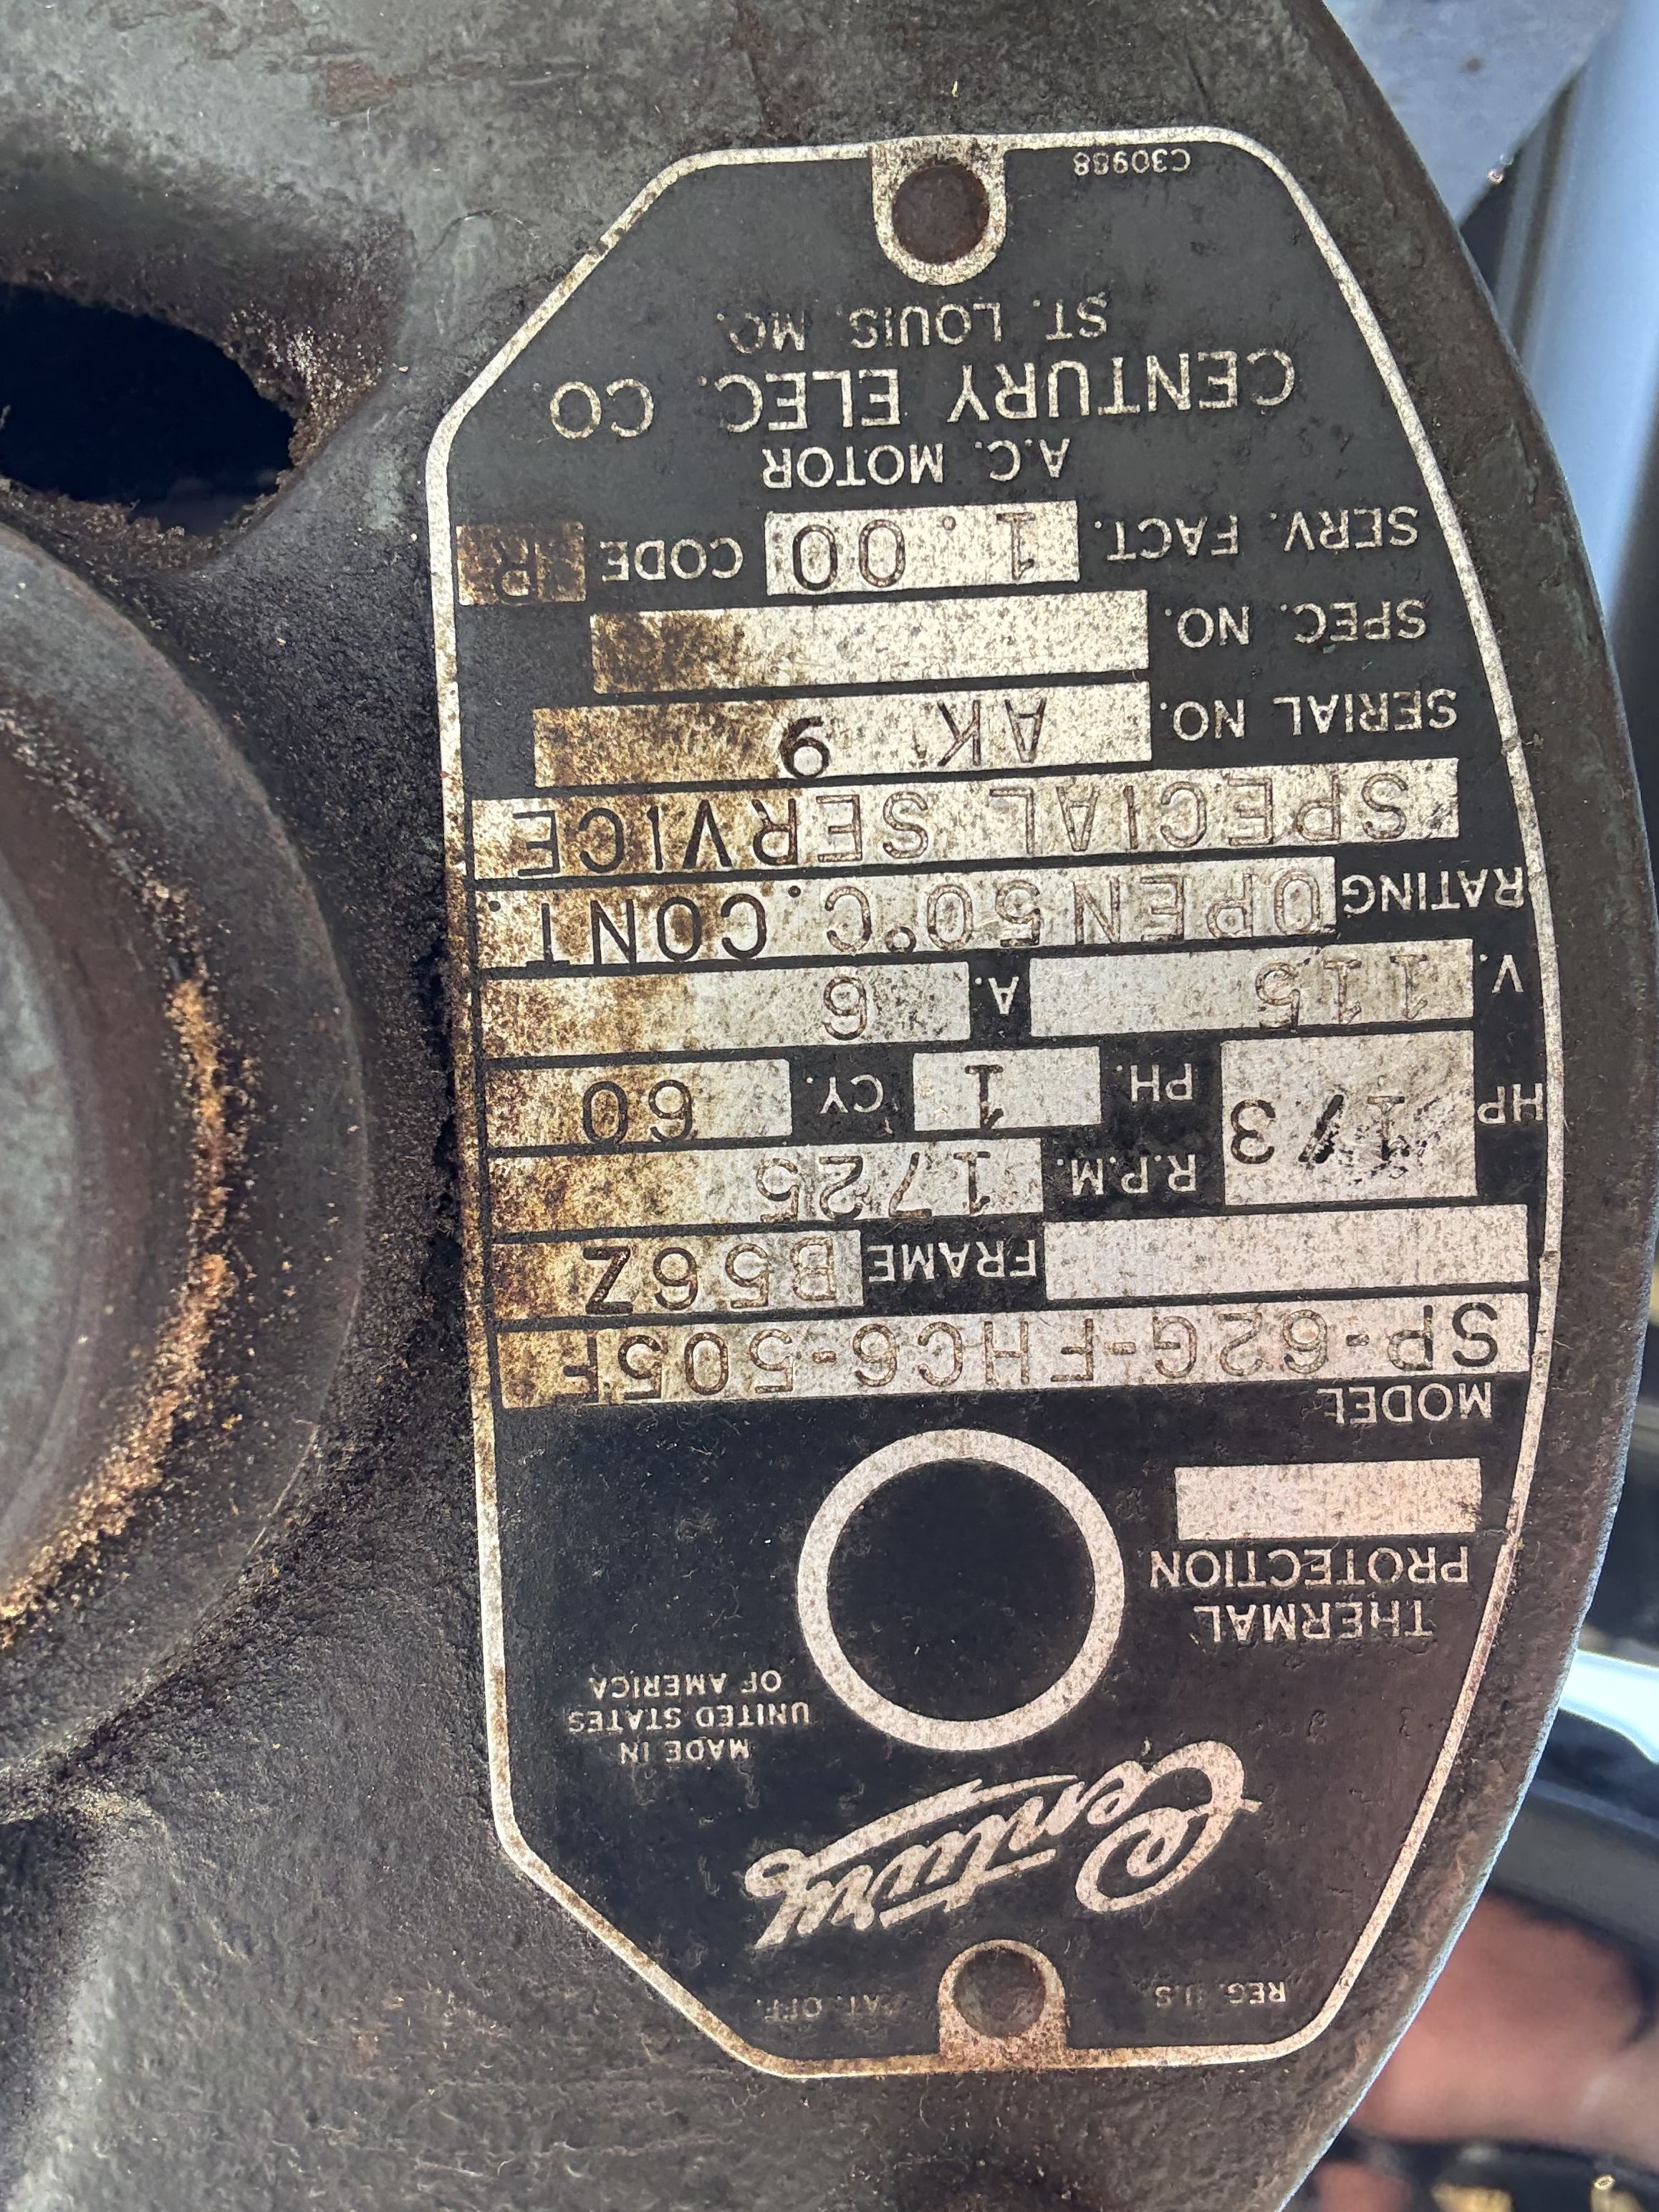 REG. U.S. PAT. OFF.
Century
MADE IN
UNITED STATES
OF AMERICA
THERMAL
PROTECTION
MODEL
SP-62G-FHC6-505F
FRAME B56Z
HP 1/3 R.P.M. 1725
PH. 1 CY. 60
V. 115 A. 6
RATING OPEN 50°C. CONT.
SPECIAL SERVICE
SERIAL NO. AK 9
SPEC. NO.
SERV. FACT. 1.00 CODE
A.C. MOTOR
CENTURY ELEC. CO
ST. LOUIS. MO.
C30988